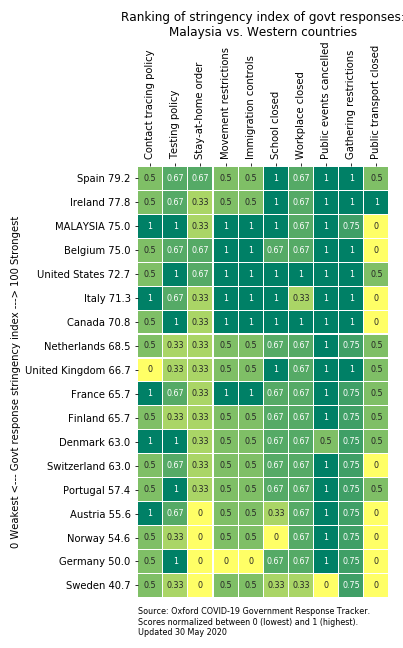 Ranking of stringency index of govt responses:
Malaysia vs. Western countries
Contact tracing policy
Testing policy
Stay-at-home order
Movement restrictions
Immigration controls
School closed
Workplace closed
Public events cancelled
Gathering restrictions
Public transport closed
0 Weakest <--- Govt response stringency index ---> 100 Strongest
Spain 79.2 0.5 0.67 0.67 0.5 0.5 1 0.67 1 1 0.5
Ireland 77.8 0.5 0.67 0.33 0.5 0.5 1 0.67 1 1 1
MALAYSIA 75.0 1 1 0.33 1 1 1 0.67 1 0.75 0
Belgium 75.0 0.5 0.67 0.67 1 1 0.67 0.67 1 1 0
United States 72.7 0.5 1 0.67 1 1 1 1 1 1 0.5
Italy 71.3 1 0.67 0.33 1 1 1 0.33 1 1 0
Canada 70.8 0.5 1 0.33 1 1 1 1 1 1 0
Netherlands 68.5 0.5 0.33 0.33 0.5 0.5 0.67 0.67 1 0.75 0.5
United Kingdom 66.7 0 0.33 0.33 0.5 0.5 1 0.67 1 1 0.5
France 65.7 1 0.67 0.33 1 1 0.67 0.67 1 0.75 0.5
Finland 65.7 0.5 0.33 0.33 0.5 0.5 0.67 0.67 1 0.75 0.5
Denmark 63.0 1 1 0.33 0.5 0.5 0.67 0.67 0.5 0.75 0.5
Switzerland 63.0 0.5 0.67 0.33 0.5 0.5 0.67 0.67 1 0.75 0
Portugal 57.4 0.5 1 0.33 0.5 0.5 0.67 0.67 1 0.75 0.5
Austria 55.6 1 0.67 0 0.5 0.5 0.33 0.67 1 0.75 0
Norway 54.6 0.5 0.33 0 0.5 0.5 0 0.67 1 0.75 0
Germany 50.0 0.5 1 0 0 0 0.67 0.67 1 0.75 0
Sweden 40.7 0.5 0.33 0 0.5 0.5 0.33 0.33 0 0.75 0
Source: Oxford COVID-19 Government Response Tracker.
Scores normalized between 0 (lowest) and 1 (highest).
Updated 30 May 2020